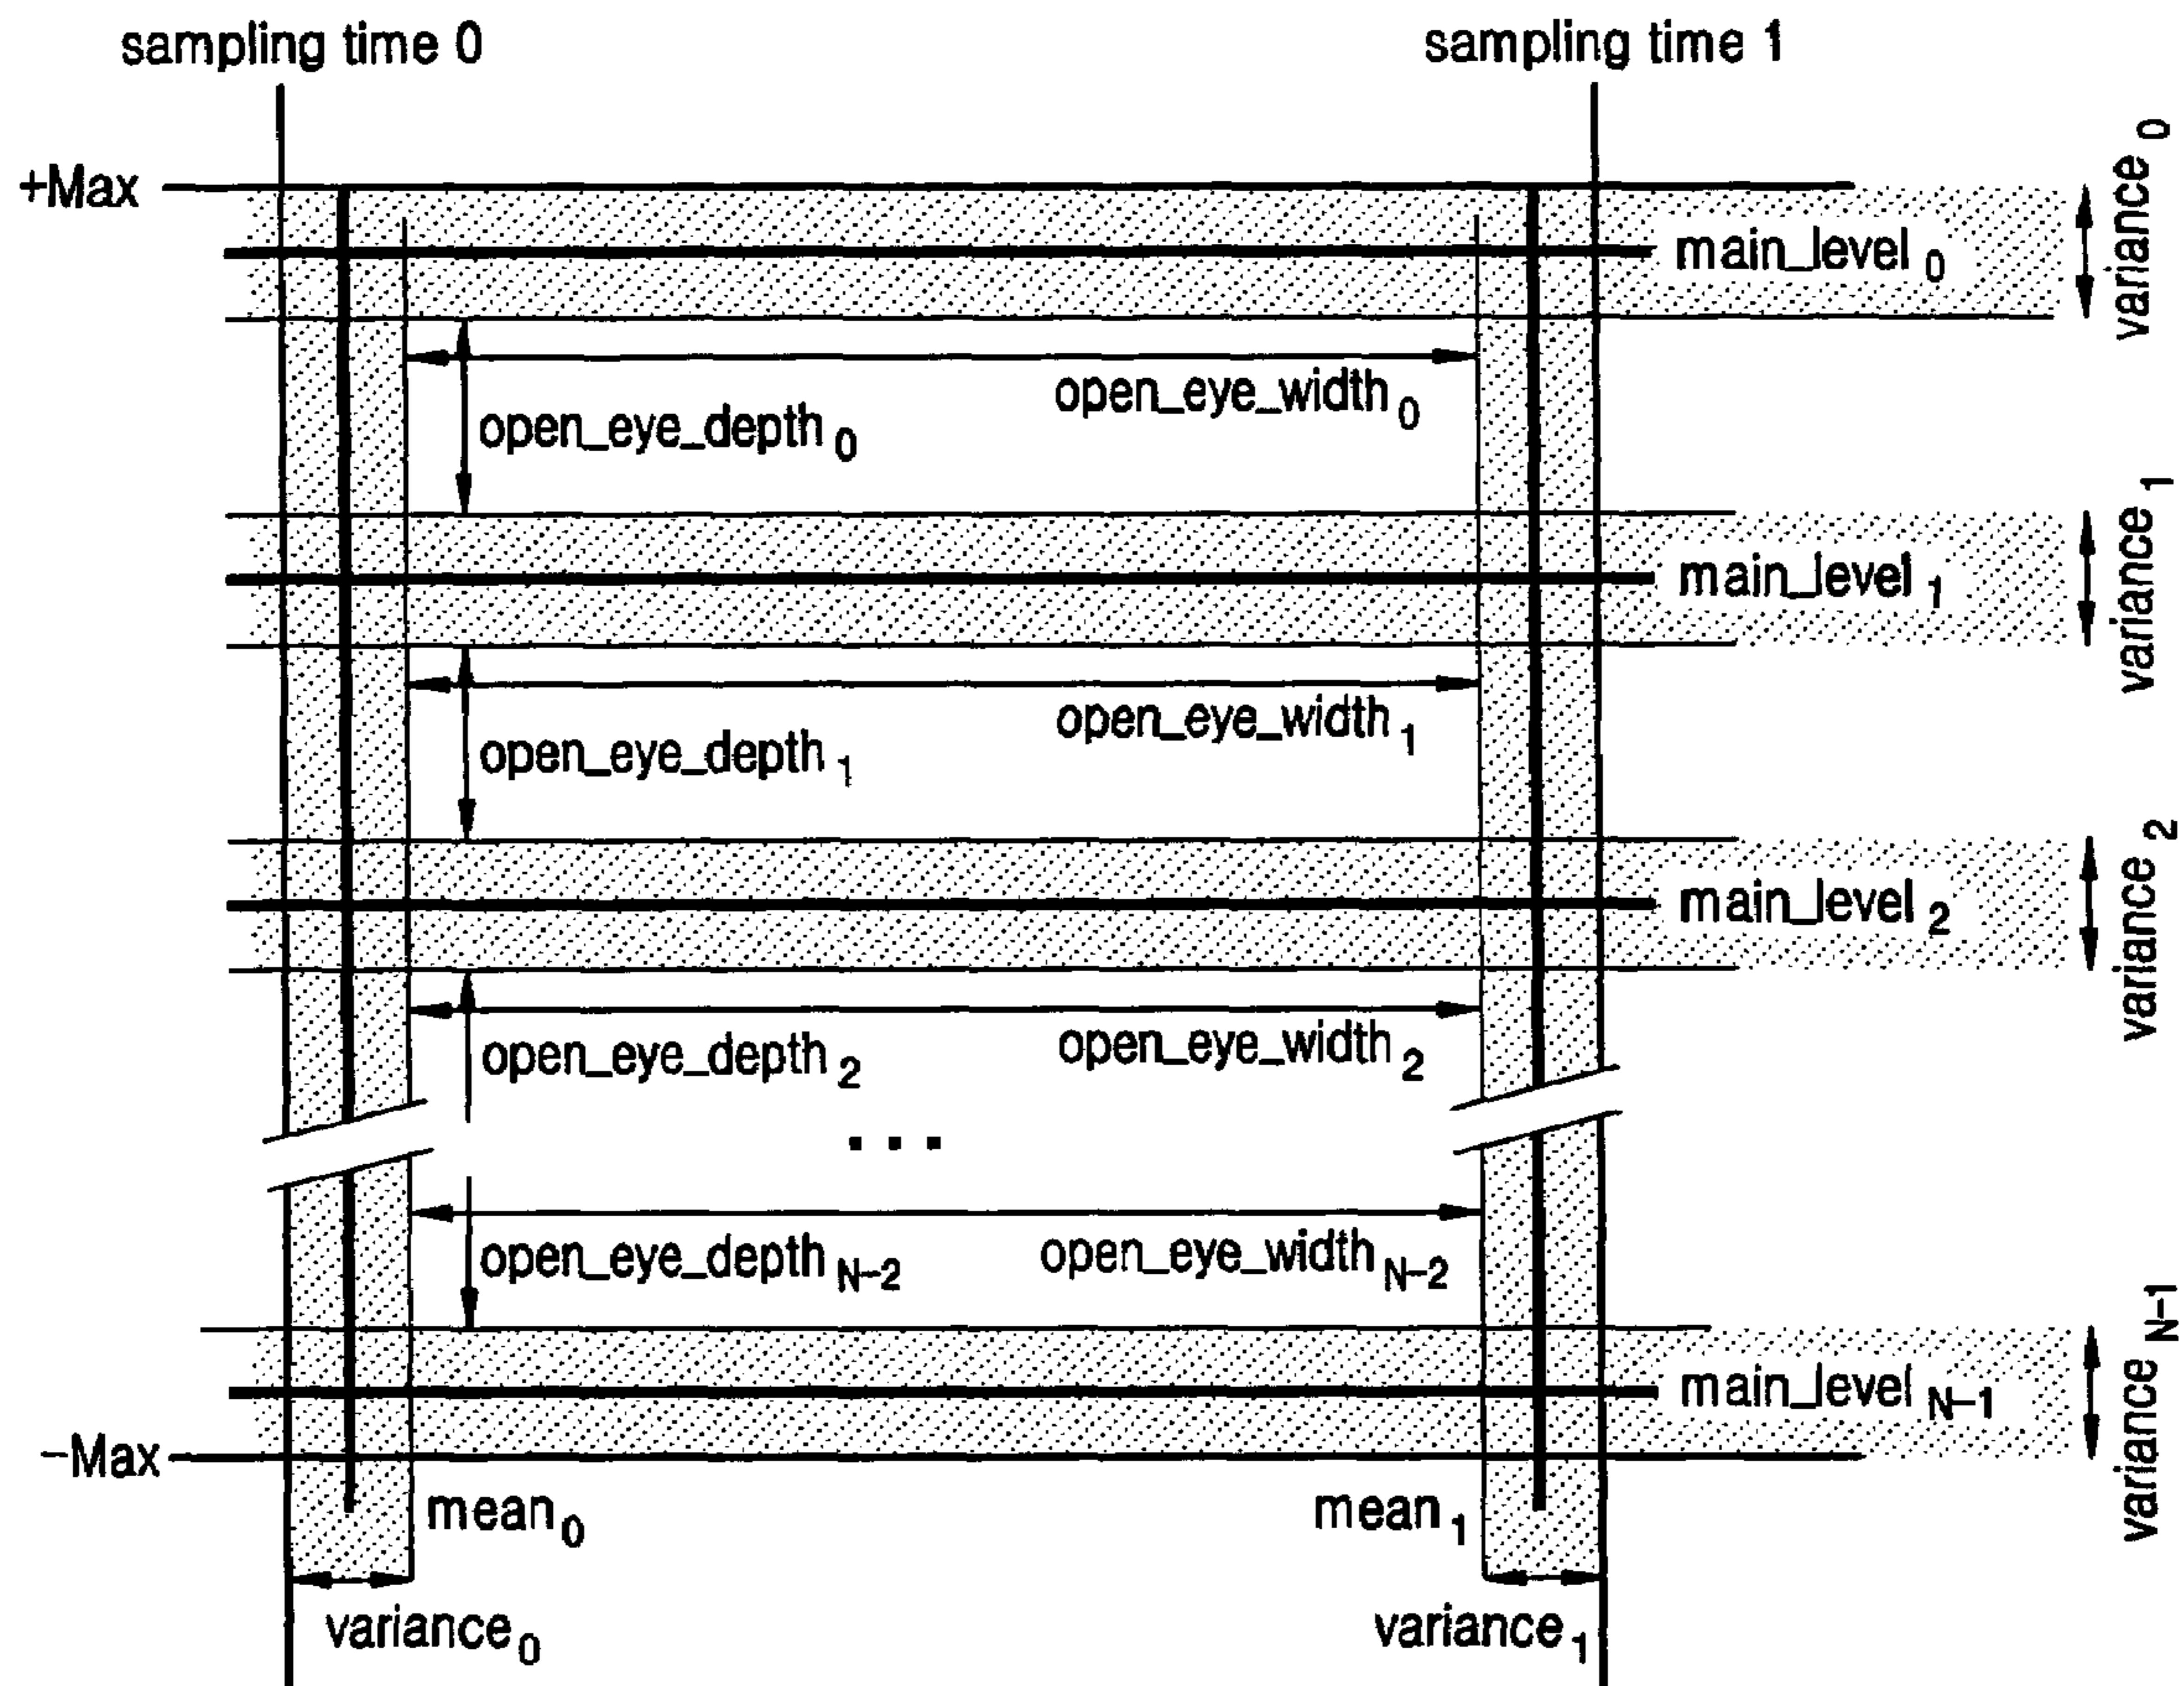 sampling time 0
sampling time 1
+Max
main_level 0
variance 0
open_eye_width 0
open_eye_depth 0
main_level 1
variance 1
open_eye_width 1
open_eye_depth 1
main_level 2
variance 2
open_eye_depth 2
open_eye_width 2
...
open_eye_depth N-2
open_eye_width N-2
main_level N-1
variance N-1
-Max
mean 0
mean 1
variance 0
variance 1